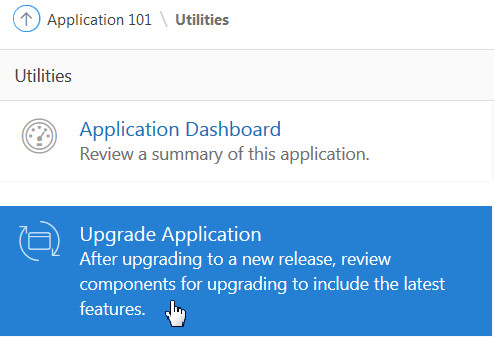 Application 101 \ Utilities
Utilities
Application Dashboard
Review a summary of this application.
Upgrade Application
After upgrading to a new release, review
components for upgrading to include the latest
features.